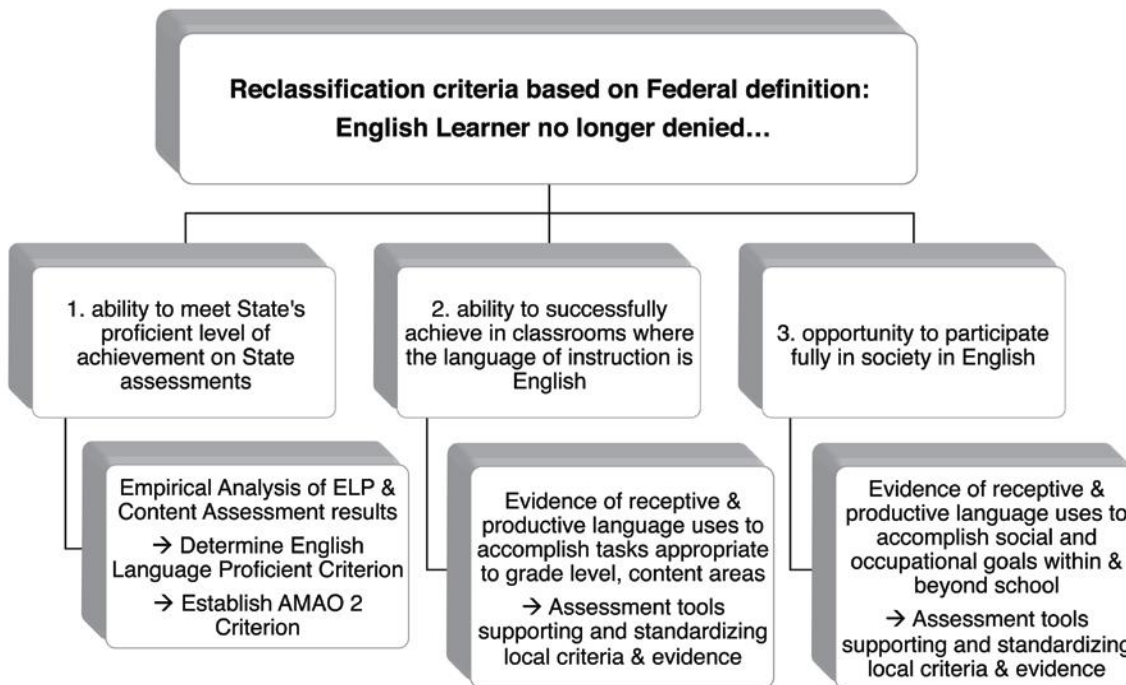 Reclassification criteria based on Federal definition:
English Learner no longer denied...
1. ability to meet State's
proficient level of
achievement on State
assessments
2. ability to successfully
achieve in classrooms where
the language of instruction is
English
3. opportunity to participate
fully in society in English
Empirical Analysis of ELP &
Content Assessment results
→ Determine English
Language Proficient Criterion
→ Establish AMAO 2
Criterion
Evidence of receptive &
productive language uses to
accomplish tasks appropriate
to grade level, content areas
→ Assessment tools
supporting and standardizing
local criteria & evidence
Evidence of receptive &
productive language uses to
accomplish social and
occupational goals within &
beyond school
→ Assessment tools
supporting and standardizing
local criteria & evidence